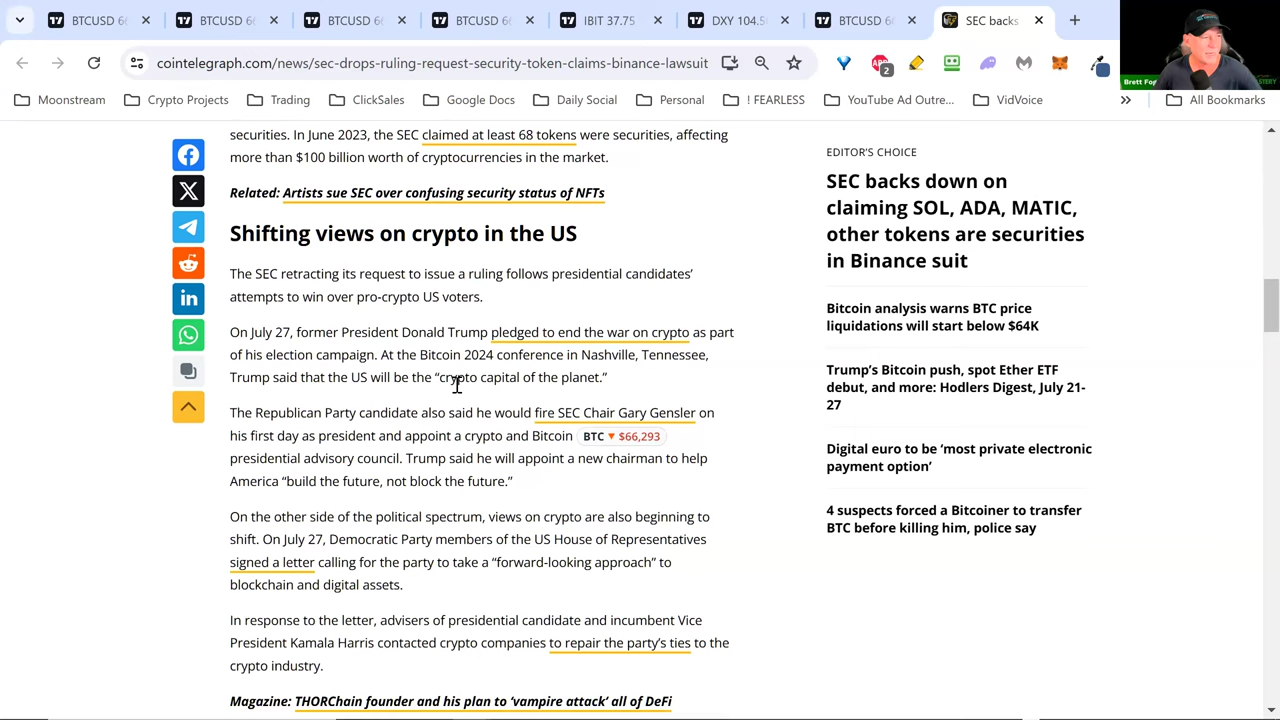 BTCUSD 66
BTCUSD 6
BTCUSD 66
BTCUSD 6
IBIT 37.75
DXY 104.5
BTCUSD 66
SEC backs
cointelegraph.com/news/sec-drops-ruling-request-security-token-claims-binance-lawsuit
2
Moonstream
Crypto Projects
Trading
ClickSales
Google Docs
Daily Social
Personal
! FEARLESS
YouTube Ad Outre...
VidVoice
All Bookmarks
securities. In June 2023, the SEC claimed at least 68 tokens were securities, affecting
more than $100 billion worth of cryptocurrencies in the market.
Related: Artists sue SEC over confusing security status of NFTs
Shifting views on crypto in the US
The SEC retracting its request to issue a ruling follows presidential candidates’
attempts to win over pro-crypto US voters.
On July 27, former President Donald Trump pledged to end the war on crypto as part
of his election campaign. At the Bitcoin 2024 conference in Nashville, Tennessee,
Trump said that the US will be the “crypto capital of the planet.”
The Republican Party candidate also said he would fire SEC Chair Gary Gensler on
his first day as president and appoint a crypto and Bitcoin BTC ▼ $66,293
presidential advisory council. Trump said he will appoint a new chairman to help
America “build the future, not block the future.”
On the other side of the political spectrum, views on crypto are also beginning to
shift. On July 27, Democratic Party members of the US House of Representatives
signed a letter calling for the party to take a “forward-looking approach” to
blockchain and digital assets.
In response to the letter, advisers of presidential candidate and incumbent Vice
President Kamala Harris contacted crypto companies to repair the party’s ties to the
crypto industry.
Magazine: THORChain founder and his plan to ‘vampire attack’ all of DeFi
EDITOR’S CHOICE
SEC backs down on
claiming SOL, ADA, MATIC,
other tokens are securities
in Binance suit
Bitcoin analysis warns BTC price
liquidations will start below $64K
Trump’s Bitcoin push, spot Ether ETF
debut, and more: Hodlers Digest, July 21-
27
Digital euro to be ‘most private electronic
payment option’
4 suspects forced a Bitcoiner to transfer
BTC before killing him, police say